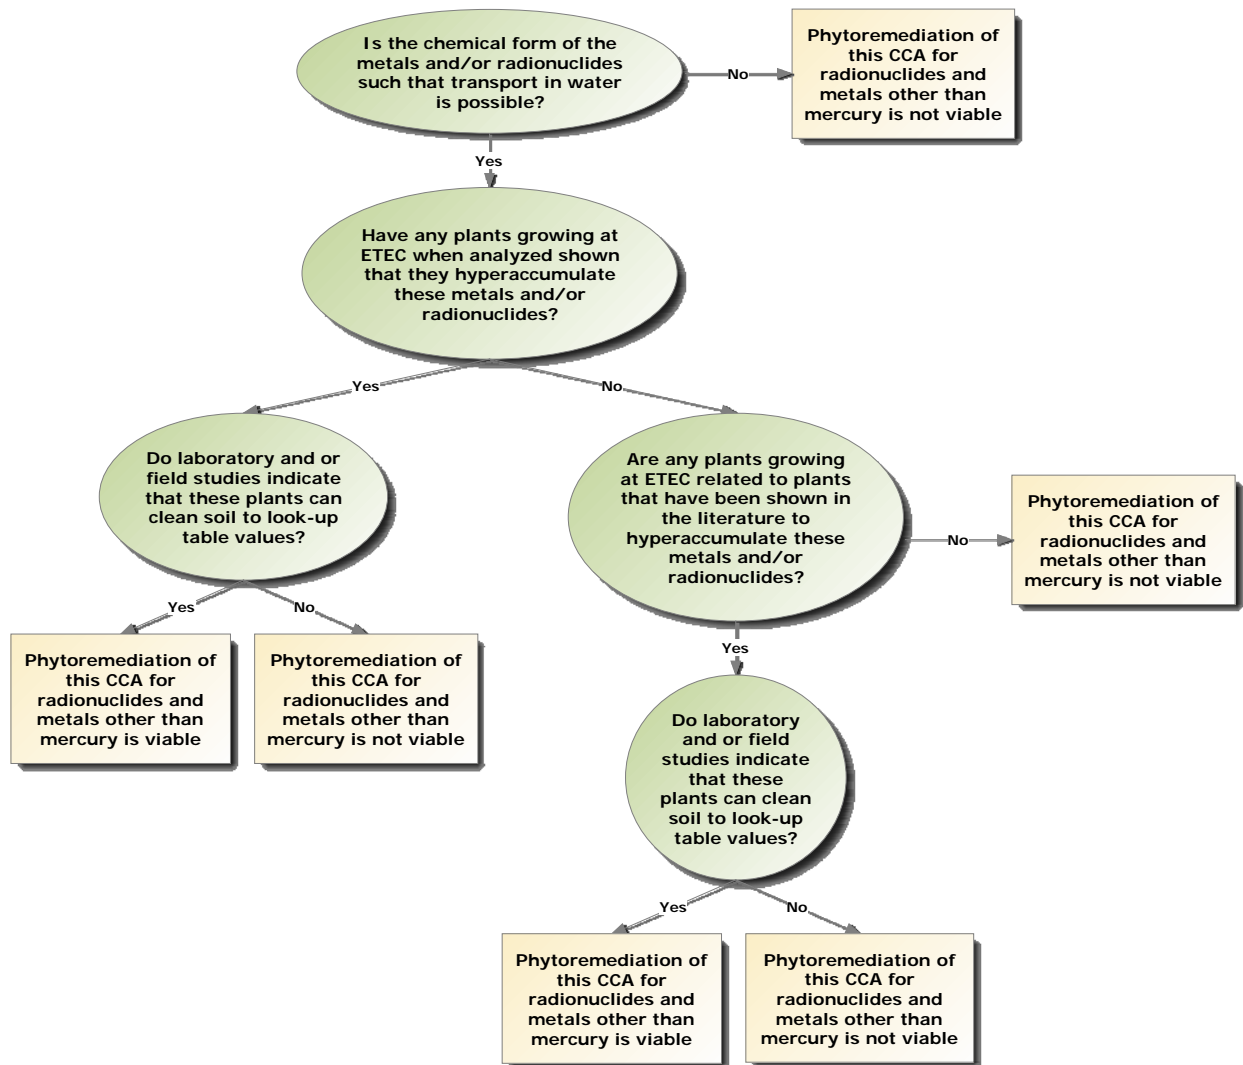 Is the chemical form of the
metals and/or radionuclides
such that transport in water
is possible?
No
Phytoremediation of
this CCA for
radionuclides and
metals other than
mercury is not viable
Yes
Have any plants growing at
ETEC when analyzed shown
that they hyperaccumulate
these metals and/or
radionuclides?
Yes
No
Do laboratory and or
field studies indicate
that these plants can
clean soil to look-up
table values?
Are any plants growing
at ETEC related to plants
that have been shown in
the literature to
hyperaccumulate these
metals and/or
radionuclides?
No
Phytoremediation of
this CCA for
radionuclides and
metals other than
mercury is not viable
Yes
No
Phytoremediation of
this CCA for
radionuclides and
metals other than
mercury is viable
Phytoremediation of
this CCA for
radionuclides and
metals other than
mercury is not viable
Yes
Do laboratory
and or field
studies indicate
that these
plants can clean
soil to look-up
table values?
Yes
No
Phytoremediation of
this CCA for
radionuclides and
metals other than
mercury is viable
Phytoremediation of
this CCA for
radionuclides and
metals other than
mercury is not viable